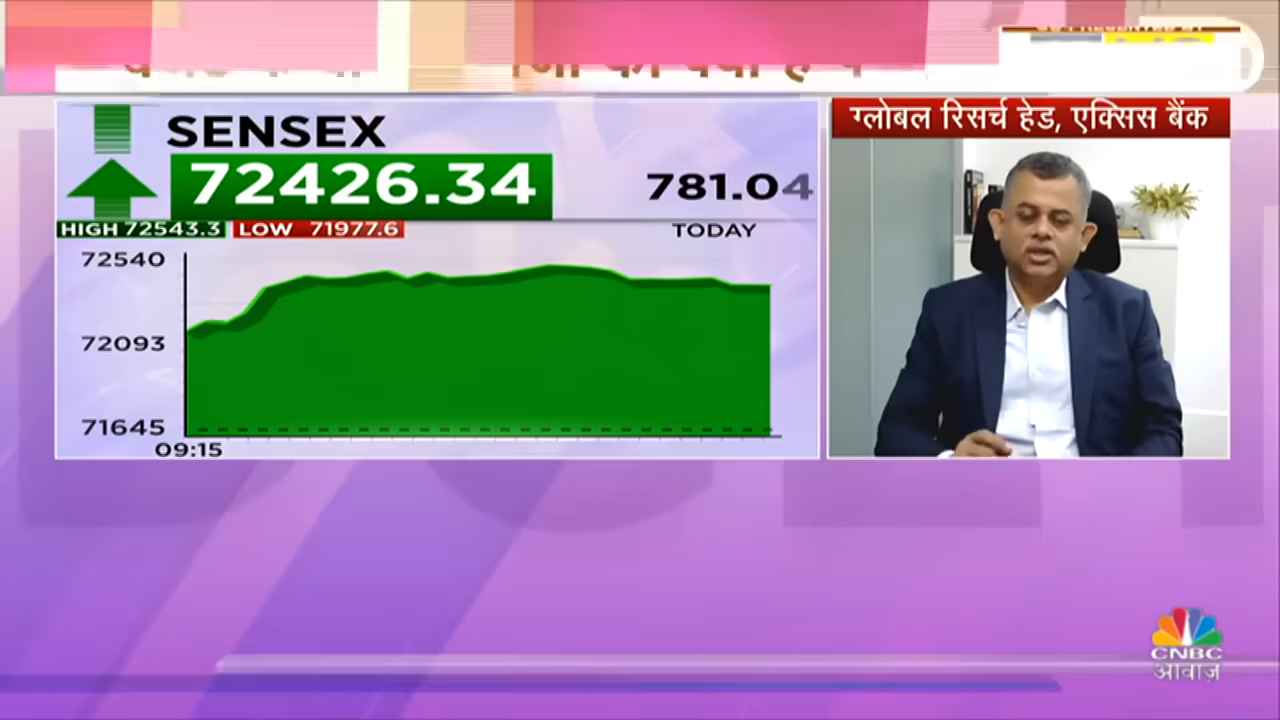 SENSEX
72426.34
781.04
HIGH 72543.3
LOW 71977.6
TODAY
72540
72093
71645
09:15
ग्लोबल रिसर्च हेड, एक्सिस बैंक
CNBC
आवाज़